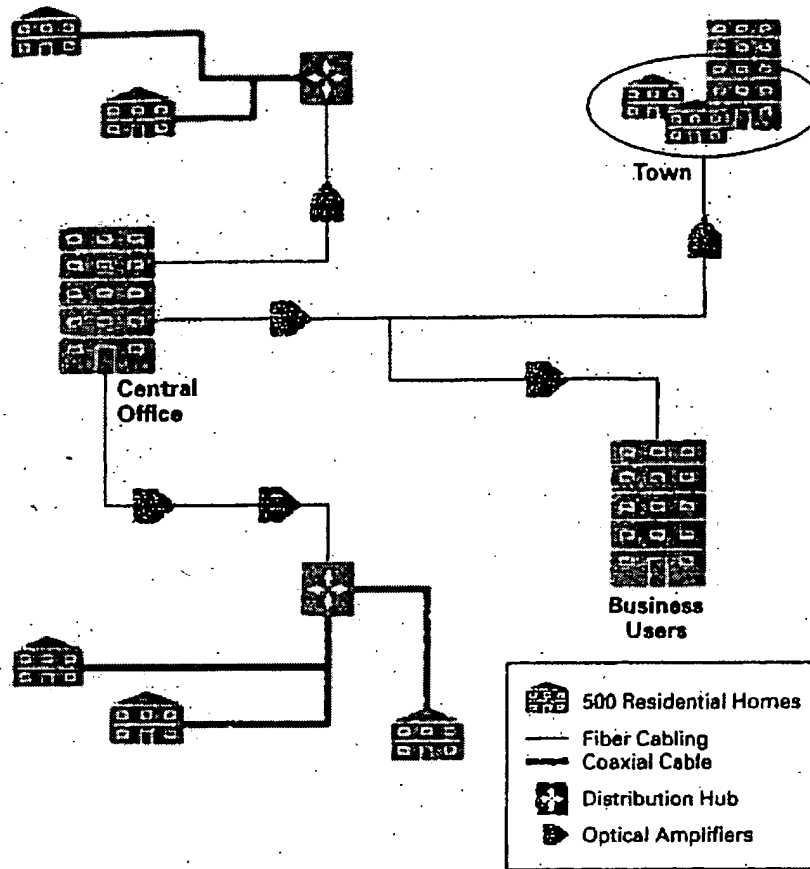 Town
Central
Office
Business
Users
500 Residential Homes
Fiber Cabling
Coaxial Cable
Distribution Hub
Optical Amplifiers